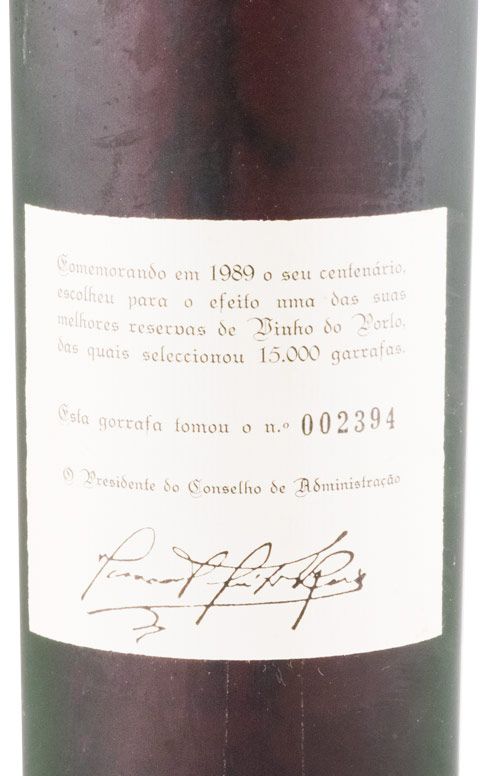 Comemorando em 1989 o seu centenário,
escolheu para o efeito uma das suas
melhores reservas de Vinho do Porto,
das quais seleccionou 15.000 garrafas.
Esta gorrafa tomou o n.º 002394
O Presidente do Conselho de Administração